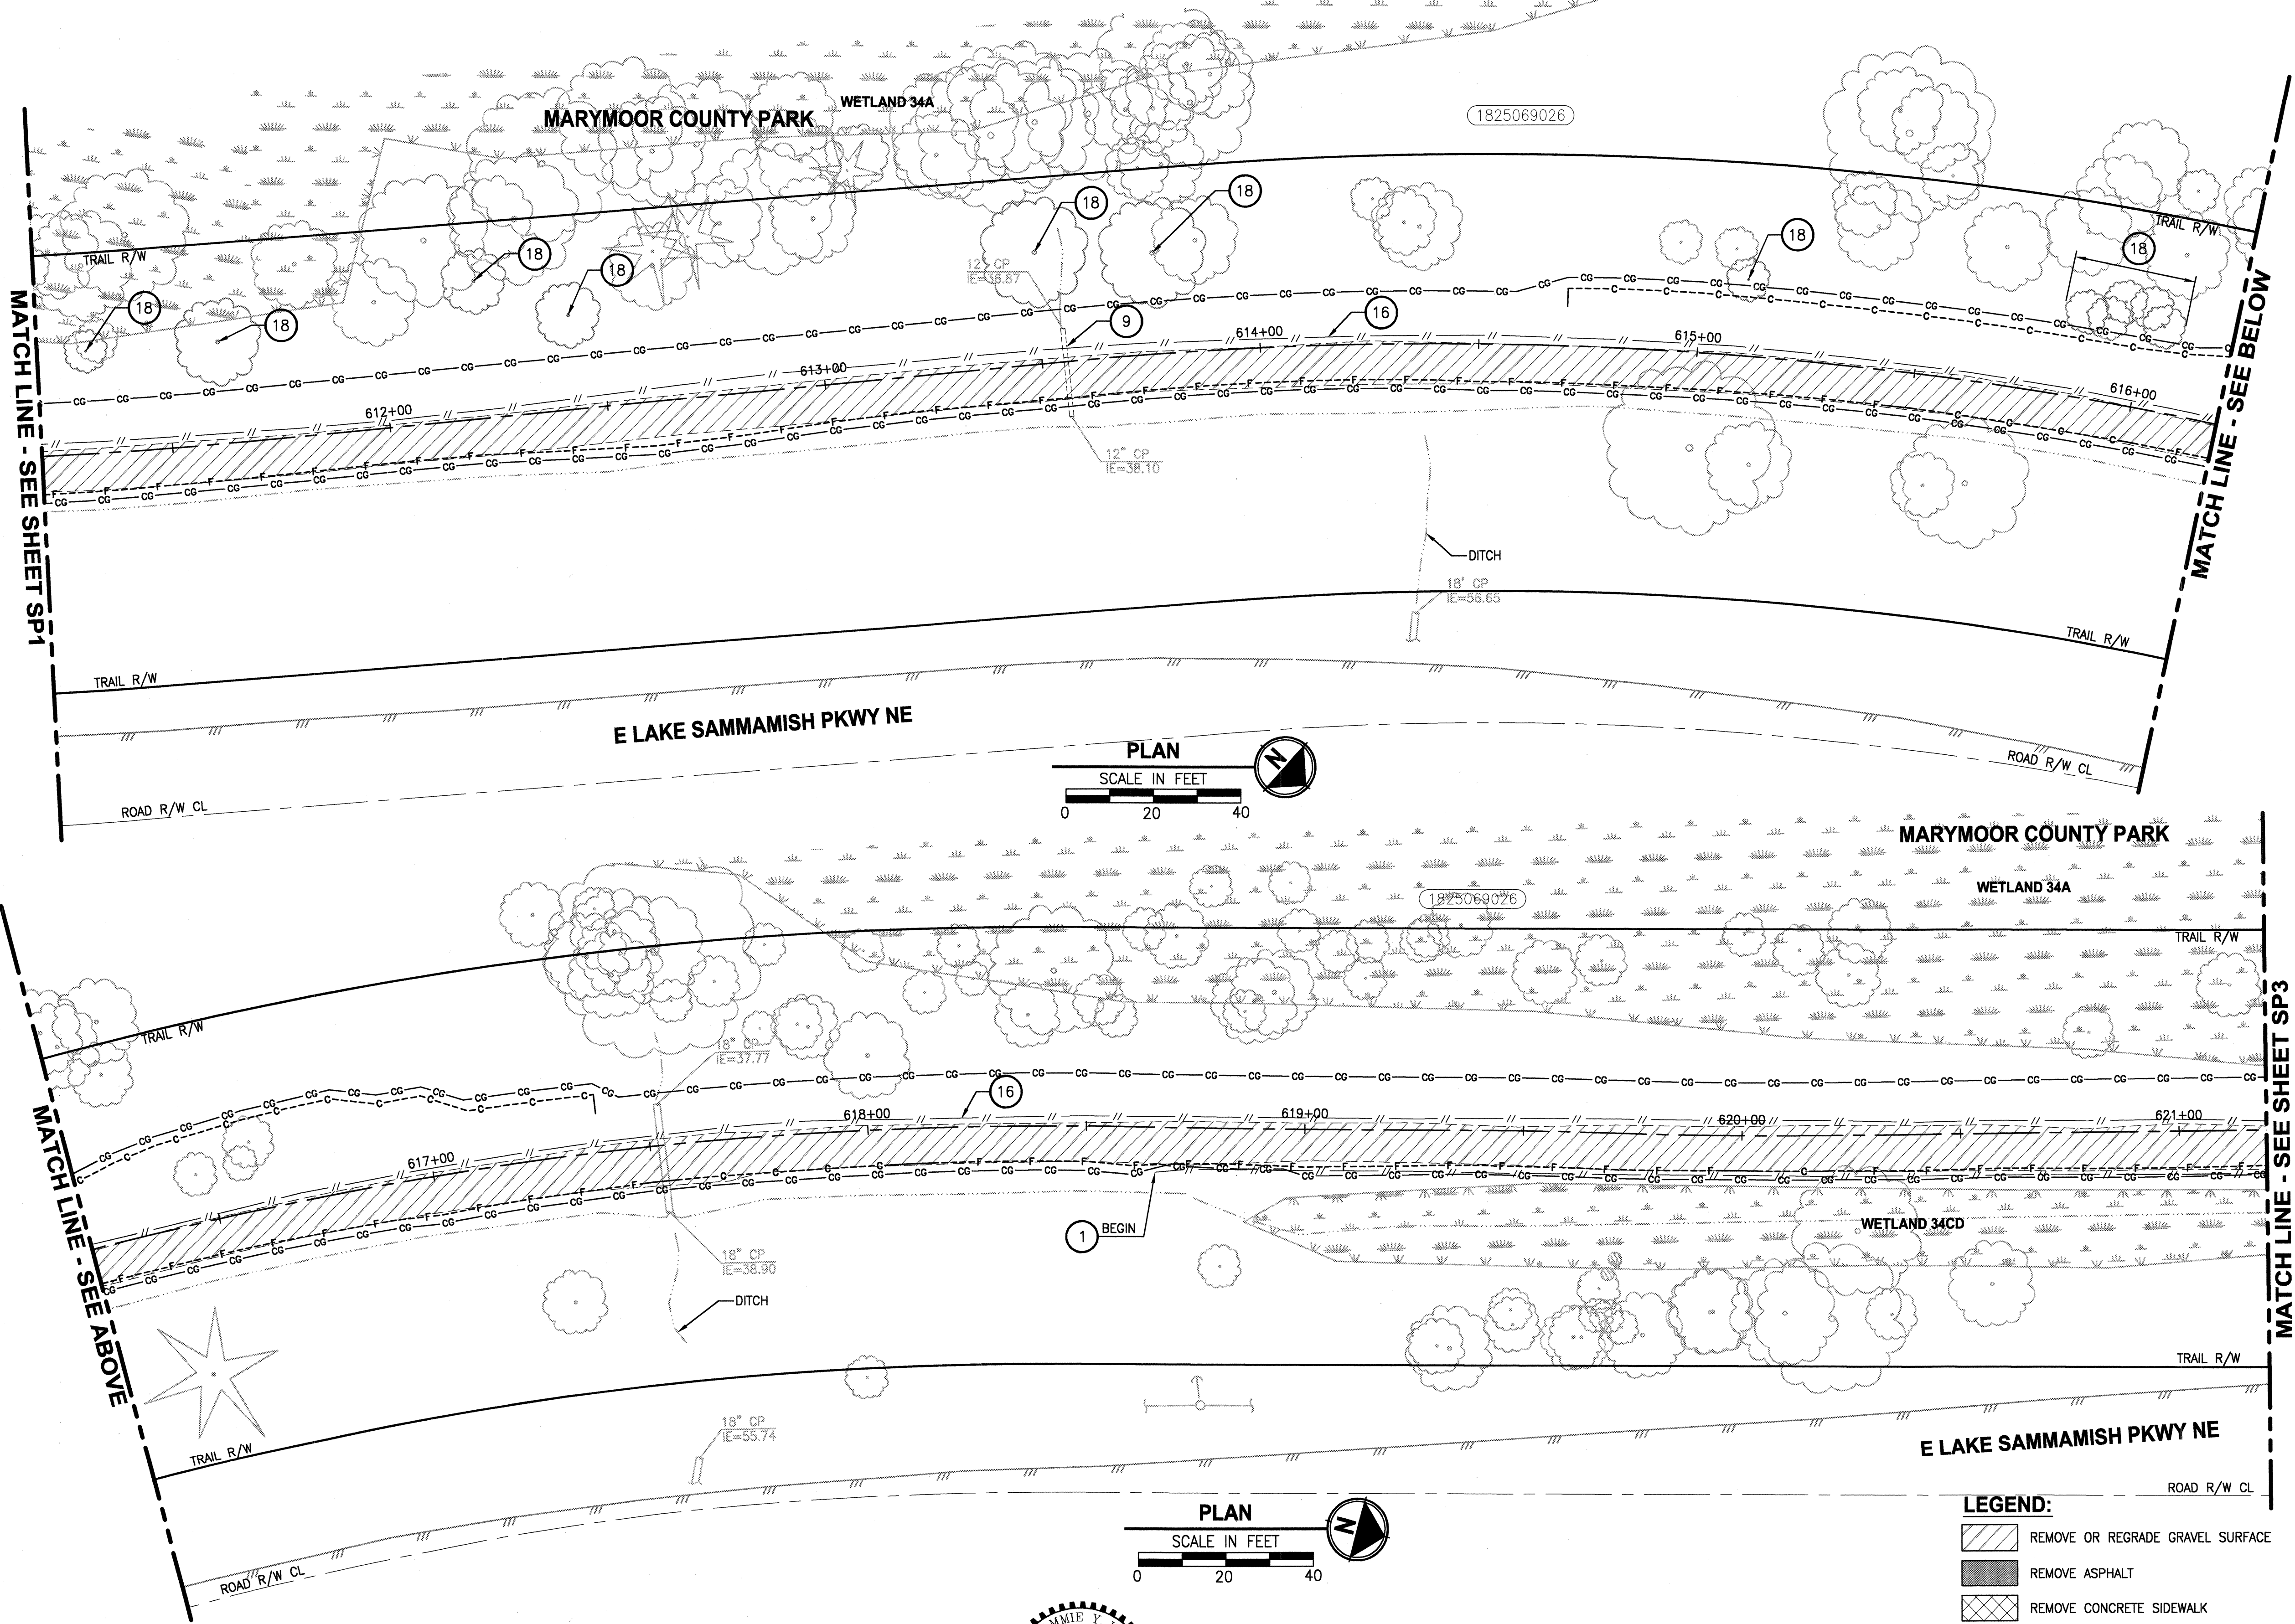 MARYMOOR COUNTY PARK
WETLAND 34A
1825069026
TRAIL R/W
TRAIL R/W
18
18
18
18
18
18
18
18
12" CP
IE=36.87
9
16
612+00
613+00
614+00
615+00
616+00
12" CP
IE=38.10
DITCH
18' CP
IE=56.65
MATCH LINE - SEE SHEET SP1
MATCH LINE - SEE BELOW
TRAIL R/W
TRAIL R/W
E LAKE SAMMAMISH PKWY NE
ROAD R/W CL
ROAD R/W CL
PLAN
N
SCALE IN FEET
0 20 40
MARYMOOR COUNTY PARK
WETLAND 34A
1825069026
TRAIL R/W
TRAIL R/W
18" CP
IE=37.77
16
617+00
618+00
619+00
620+00
621+00
1 BEGIN
WETLAND 34CD
18" CP
IE=38.90
DITCH
MATCH LINE - SEE ABOVE
MATCH LINE - SEE SHEET SP3
TRAIL R/W
TRAIL R/W
18" CP
IE=55.74
E LAKE SAMMAMISH PKWY NE
ROAD R/W CL
ROAD R/W CL
PLAN
N
SCALE IN FEET
0 20 40
LEGEND:
REMOVE OR REGRADE GRAVEL SURFACE
REMOVE ASPHALT
REMOVE CONCRETE SIDEWALK